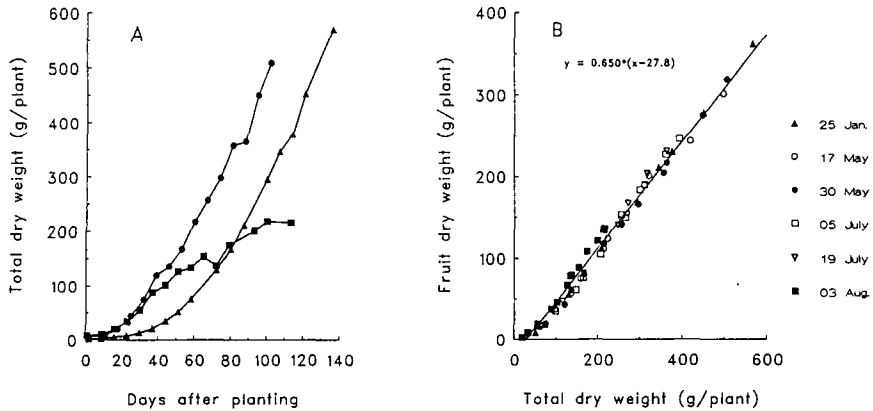 A
Total dry weight (g/plant)
600
500
400
300
200
100
0
0 20 40 60 80 100 120 140
Days after planting
B
y = 0.650*(x-27.8)
Fruit dry weight (g/plant)
400
300
200
100
0
0 200 400 600
Total dry weight (g/plant)
25 Jan.
17 May
30 May
05 July
19 July
03 Aug.